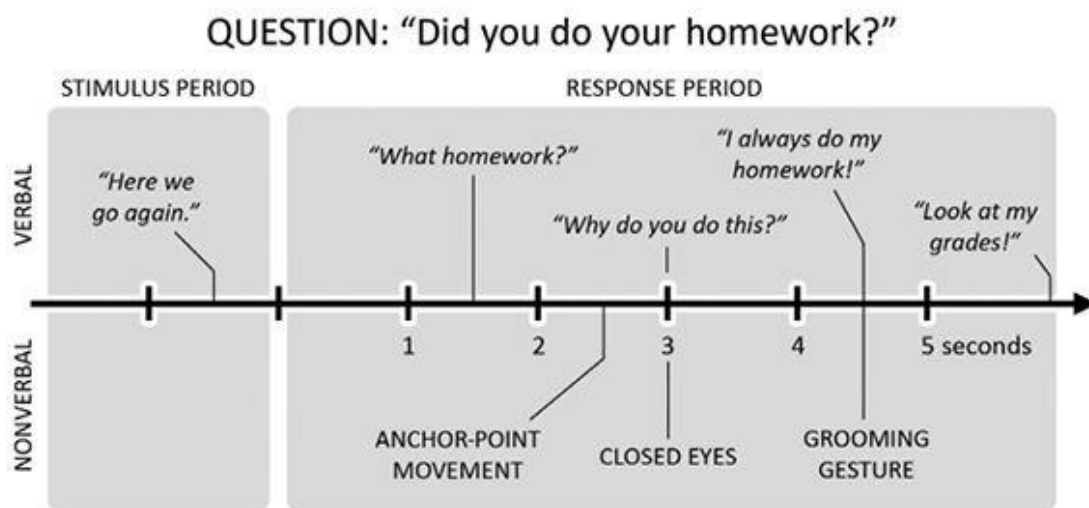 QUESTION: “Did you do your homework?”
STIMULUS PERIOD
RESPONSE PERIOD
VERBAL
“Here we
go again.”
“What homework?”
“Why do you do this?”
“I always do my
homework!”
“Look at my
grades!”
1
2
3
4
5 seconds
NONVERBAL
ANCHOR-POINT
MOVEMENT
CLOSED EYES
GROOMING
GESTURE